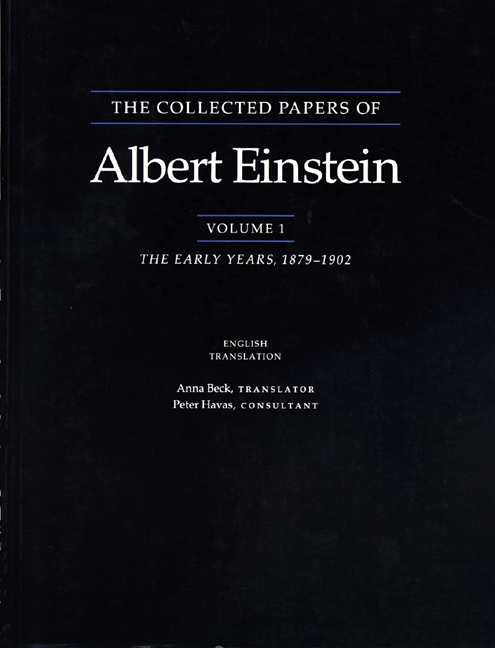 THE COLLECTED PAPERS OF
Albert Einstein
VOLUME 1
THE EARLY YEARS, 1879–1902
ENGLISH
TRANSLATION
Anna Beck, TRANSLATOR
Peter Havas, CONSULTANT